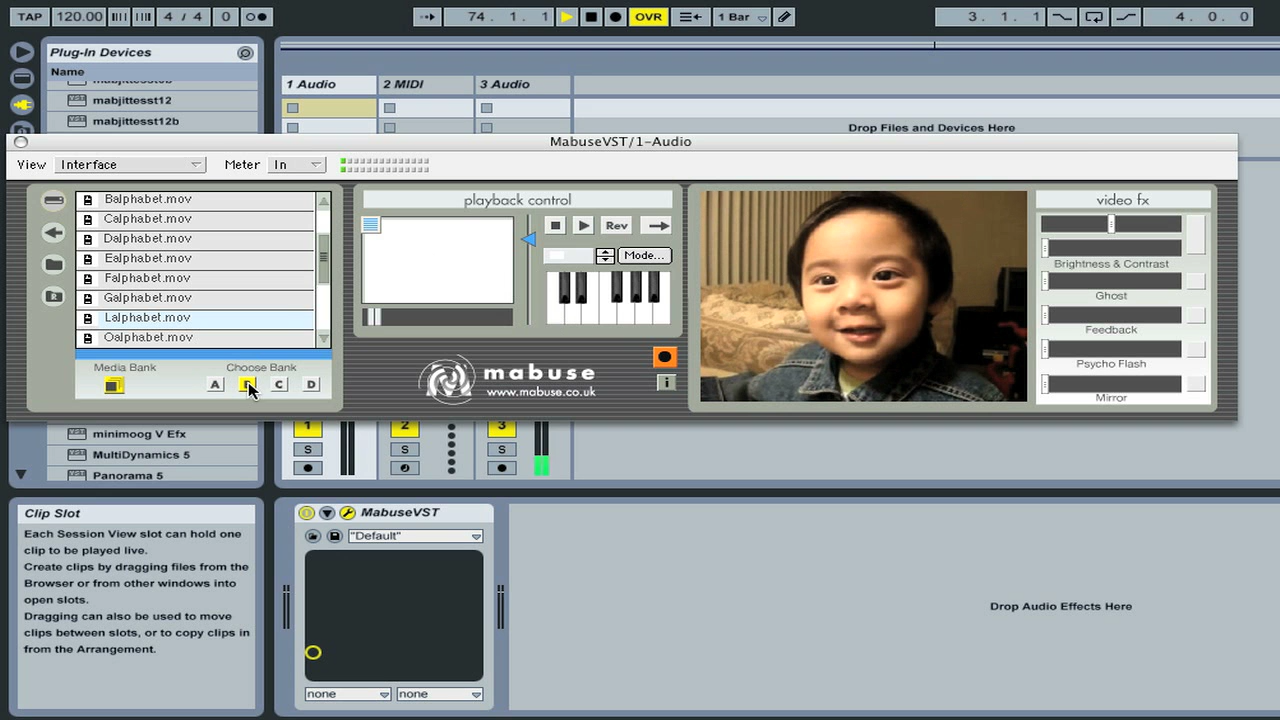 TAP 120.00 4 / 4 0 74. 1. 1 OVR 1 Bar 3. 1. 1 4. 0. 0
Plug-In Devices
Name
mabjittesst12
mabjittesst12b
1 Audio 2 MIDI 3 Audio
Drop Files and Devices Here
MabuseVST/1-Audio
View Interface Meter In
Balphabet.mov
Calphabet.mov
Dalphabet.mov
Ealphabet.mov
Falphabet.mov
Galphabet.mov
Lalphabet.mov
Oalphabet.mov
Media Bank Choose Bank
A C D
playback control
Rev
Mode...
mabuse
www.mabuse.co.uk
i
video fx
Brightness & Contrast
Ghost
Feedback
Psycho Flash
Mirror
minimoog V Efx
MultiDynamics 5
Panorama 5
1 2 3
S S S
Clip Slot
Each Session View slot can hold one
clip to be played live.
Create clips by dragging files from the
Browser or from other windows into
open slots.
Dragging can also be used to move
clips between slots, or to copy clips in
from the Arrangement.
MabuseVST
"Default"
none none
Drop Audio Effects Here